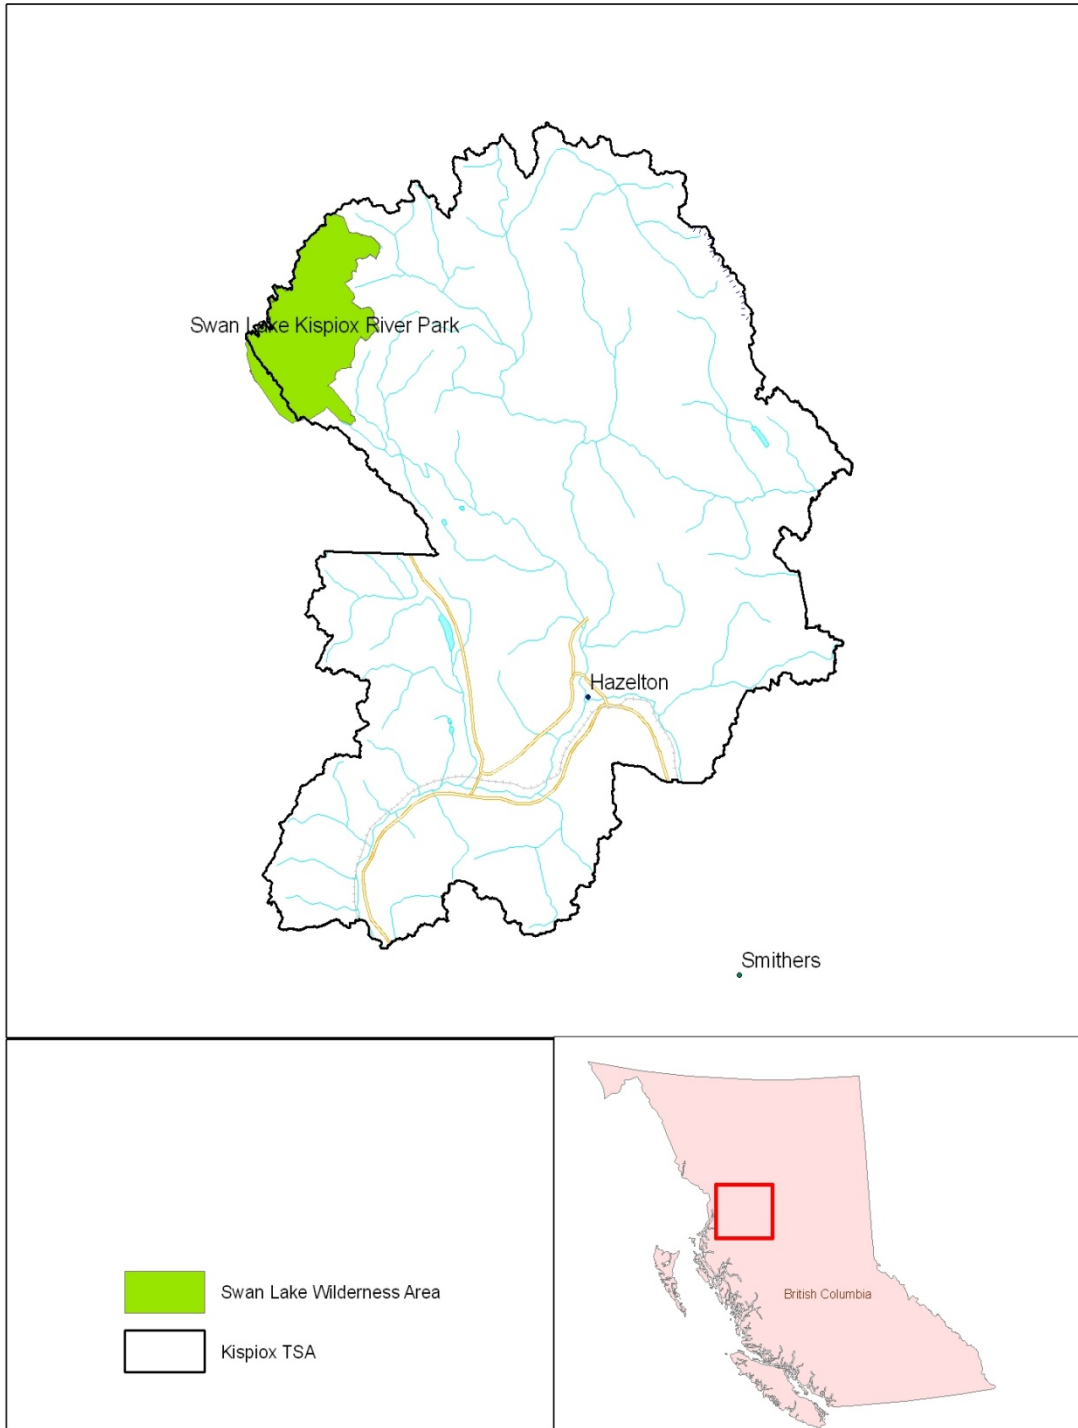 Swan Lake Kispiox River Park
Hazelton
Smithers
Swan Lake Wilderness Area
Kispiox TSA
British Columbia